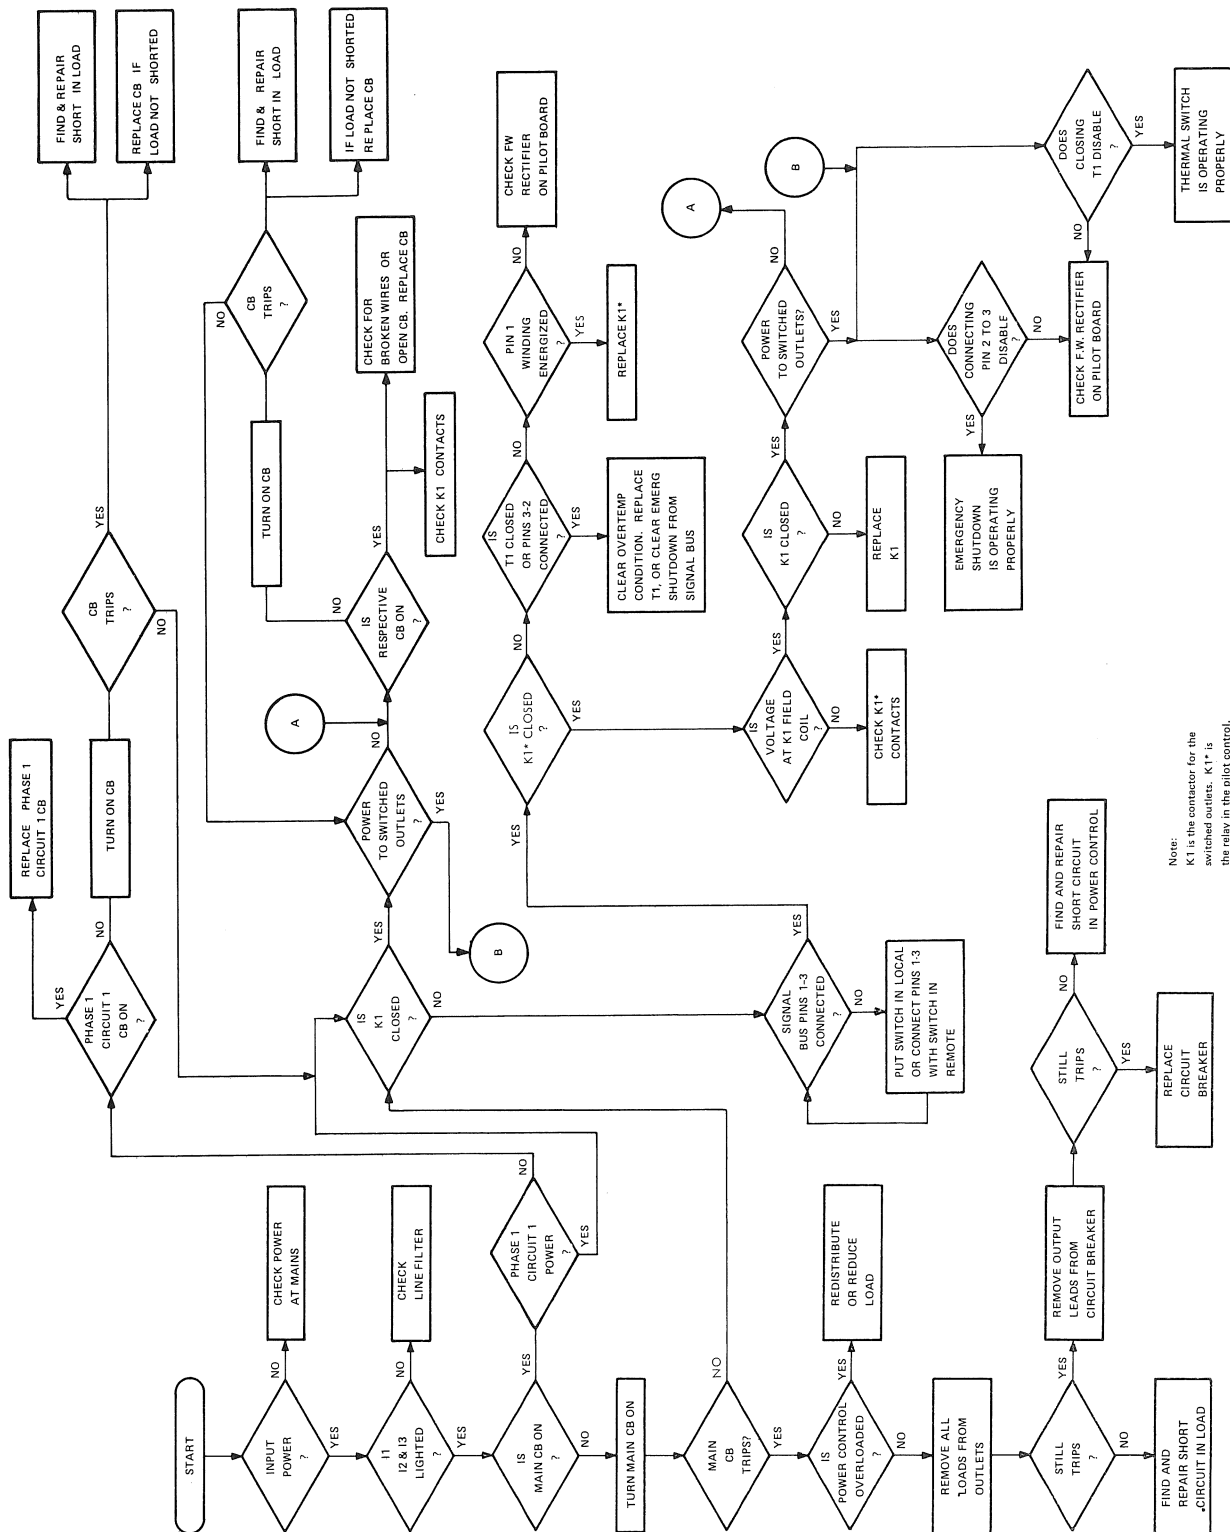 START
INPUT
POWER?
?
NO
CHECK POWER
AT MAINS
YES
I1
I2 & I3
LIGHTED
?
NO
CHECK
LINE FILTER
YES
IS
MAIN CB ON
?
YES
PHASE 1
CIRCUIT 1
POWER
?
NO
YES
NO
TURN MAIN CB ON
MAIN
CB
TRIPS?
NO
YES
IS
POWER CONTROL
OVERLOADED
?
YES
REDISTRIBUTE
OR REDUCE
LOAD
NO
REMOVE ALL
LOADS FROM
OUTLETS
STILL
TRIPS
?
YES
REMOVE OUTPUT
LEADS FROM
CIRCUIT BREAKER
NO
FIND AND
REPAIR SHORT
CIRCUIT IN LOAD
STILL
TRIPS
?
NO
FIND AND REPAIR
SHORT CIRCUIT
IN POWER CONTROL
YES
REPLACE
CIRCUIT
BREAKER
PHASE 1
CIRCUIT 1
CB ON
?
YES
REPLACE PHASE 1
CIRCUIT 1 CB
NO
TURN ON CB
CB
TRIPS
?
YES
NO
FIND & REPAIR
SHORT IN LOAD
REPLACE CB IF
LOAD NOT SHORTED
IS
K1
CLOSED
?
YES
NO
POWER
TO SWITCHED
OUTLETS
?
NO
YES
B
A
IS
RESPECTIVE
CB ON
?
NO
TURN ON CB
CB
TRIPS
?
NO
FIND & REPAIR
SHORT IN LOAD
IF LOAD NOT SHORTED
RE PLACE CB
YES
CHECK FOR
BROKEN WIRES OR
OPEN CB. REPLACE CB
CHECK K1 CONTACTS
SIGNAL
BUS PINS 1-3
CONNECTED
?
YES
NO
PUT SWITCH IN LOCAL
OR CONNECT PINS 1-3
WITH SWITCH IN
REMOTE
IS
K1* CLOSED
?
NO
YES
IS
T1 CLOSED
OR PINS 3-2
CONNECTED
?
NO
YES
CLEAR OVERTEMP
CONDITION. REPLACE
T1, OR CLEAR EMERG
SHUTDOWN FROM
SIGNAL BUS
PIN 1
WINDING
ENERGIZED
?
NO
CHECK FW
RECTIFIER
ON PILOT BOARD
YES
REPLACE K1*
IS
VOLTAGE
AT K1 FIELD
COIL
?
YES
NO
CHECK K1*
CONTACTS
IS
K1 CLOSED
?
YES
NO
REPLACE
K1
POWER
TO SWITCHED
OUTLETS?
NO
A
YES
B
DOES
CONNECTING
PIN 2 TO 3
DISABLE
?
YES
EMERGENCY
SHUTDOWN
IS OPERATING
PROPERLY
NO
CHECK F.W. RECTIFIER
ON PILOT BOARD
DOES
CLOSING
T1 DISABLE
?
NO
YES
THERMAL SWITCH
IS OPERATING
PROPERLY
Note:
K1 is the contactor for the
switched outlets. K1* is
the relay in the pilot control.